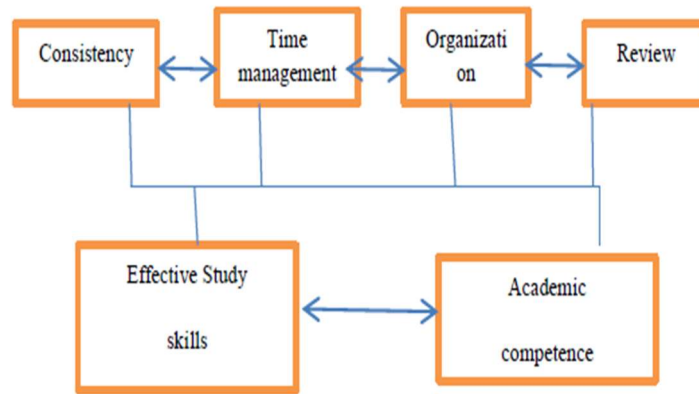 Consistency
Time
management
Organizati
on
Review
Effective Study
skills
Academic
competence